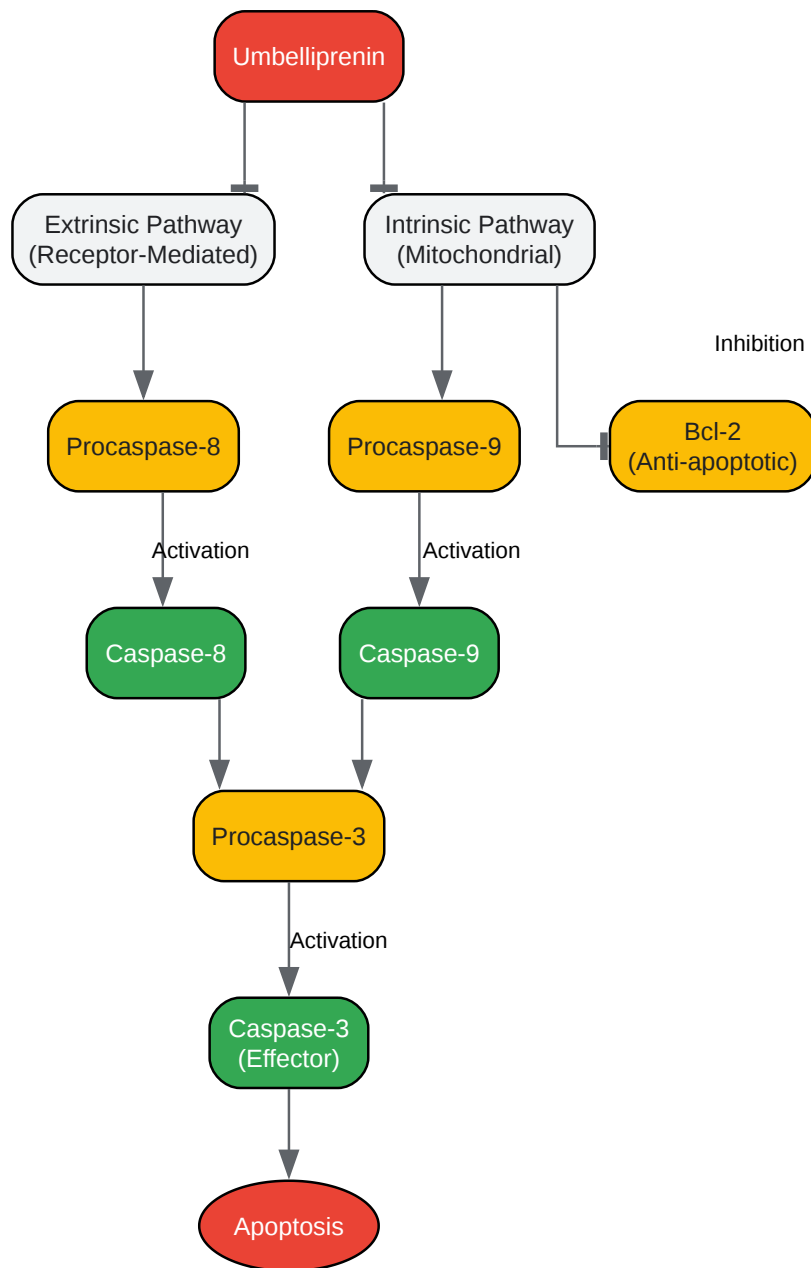 Umbelliprenin
Extrinsic Pathway
(Receptor-Mediated)
Intrinsic Pathway
(Mitochondrial)
Inhibition
Procaspase-8
Procaspase-9
Bcl-2
(Anti-apoptotic)
Activation
Activation
Caspase-8
Caspase-9
Procaspase-3
Activation
Caspase-3
(Effector)
Apoptosis